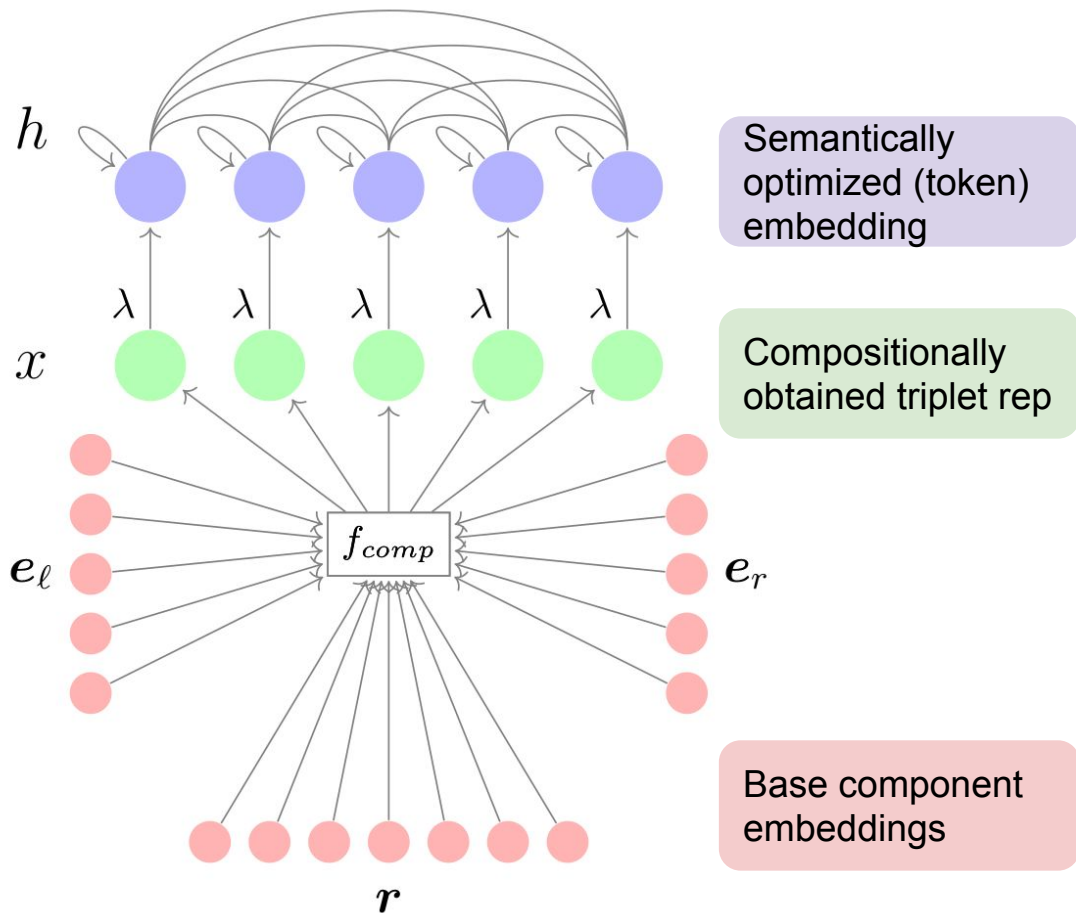 h
Semantically
optimized (token)
embedding
λ λ λ λ λ
x
Compositionally
obtained triplet rep
e_ℓ
f_comp
e_r
Base component
embeddings
r